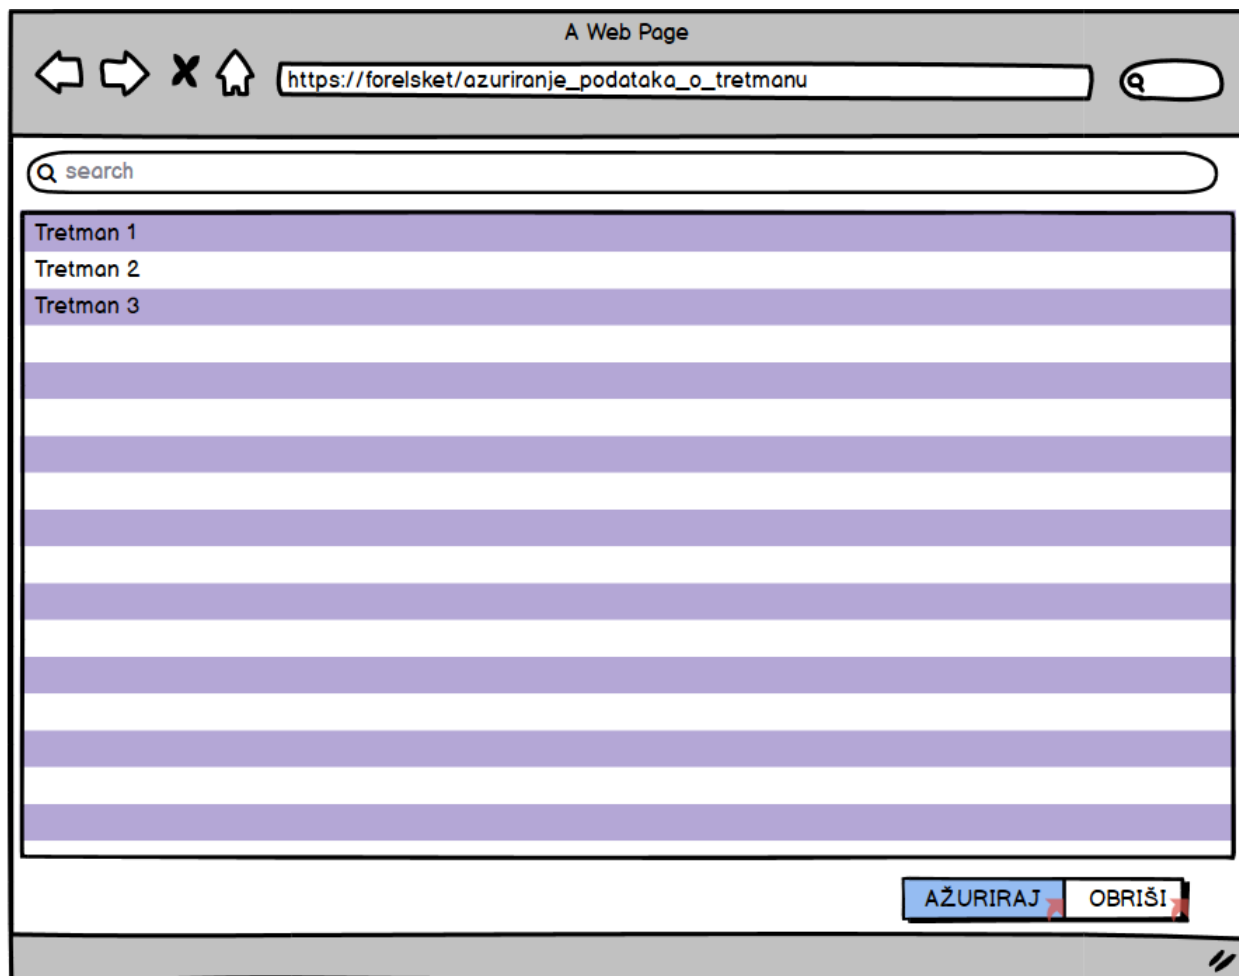 A Web Page
https://forelsket/azuriranje_podataka_o_tretmanu
search
Tretman 1
Tretman 2
Tretman 3
AŽURIRAJ OBRIŠI